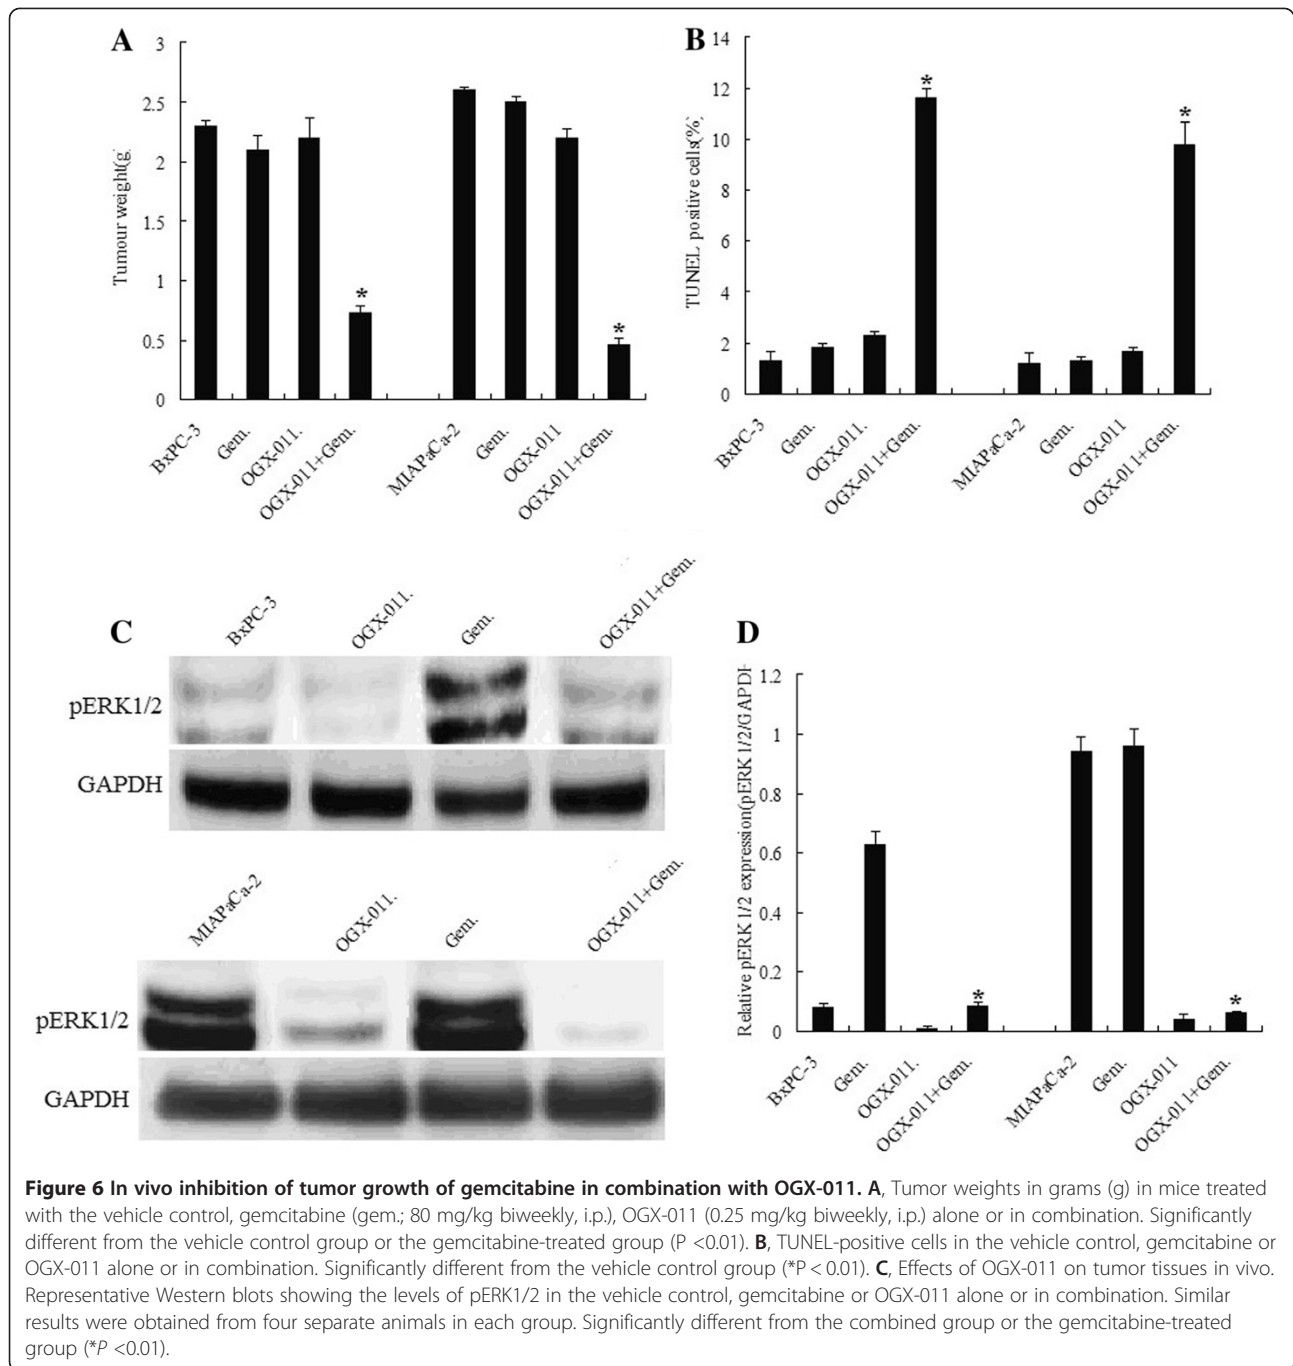 A
Tumour weight(g)
3
2.5
2
1.5
1
0.5
0
*
*
BxPC-3
Gem.
OGX-011.
OGX-011+Gem.
MIAPaCa-2
Gem.
OGX-011
OGX-011+Gem.
B
TUNEL positive cells(%)
14
12
10
8
6
4
2
0
*
*
BxPC-3
Gem.
OGX-011.
OGX-011+Gem.
MIAPaCa-2
Gem.
OGX-011
OGX-011+Gem.
C
BxPC-3
OGX-011.
Gem.
OGX-011+Gem.
pERK1/2
GAPDH
MIAPaCa-2
OGX-011.
Gem.
OGX-011+Gem.
pERK1/2
GAPDH
D
Relative pERK1/2 expression(pERK1/2/GAPDH
1.2
1
0.8
0.6
0.4
0.2
0
*
*
BxPC-3
Gem.
OGX-011.
OGX-011+Gem.
MIAPaCa-2
Gem.
OGX-011
OGX-011+Gem.
Figure 6 In vivo inhibition of tumor growth of gemcitabine in combination with OGX-011. A, Tumor weights in grams (g) in mice treated
with the vehicle control, gemcitabine (gem.; 80 mg/kg biweekly, i.p.), OGX-011 (0.25 mg/kg biweekly, i.p.) alone or in combination. Significantly
different from the vehicle control group or the gemcitabine-treated group (P <0.01). B, TUNEL-positive cells in the vehicle control, gemcitabine or
OGX-011 alone or in combination. Significantly different from the vehicle control group (*P < 0.01). C, Effects of OGX-011 on tumor tissues in vivo.
Representative Western blots showing the levels of pERK1/2 in the vehicle control, gemcitabine or OGX-011 alone or in combination. Similar
results were obtained from four separate animals in each group. Significantly different from the combined group or the gemcitabine-treated
group (*P <0.01).